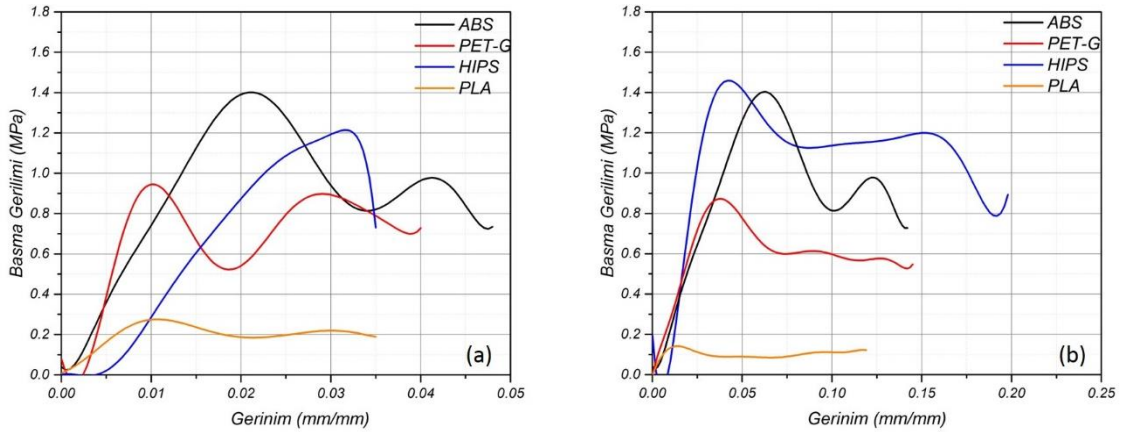 1.8
1.6
1.4
1.2
1.0
0.8
0.6
0.4
0.2
0.0
Basma Gerilimi (MPa)
ABS
PET-G
HIPS
PLA
(a)
0.00 0.01 0.02 0.03 0.04 0.05
Gerinim (mm/mm)
1.8
1.6
1.4
1.2
1.0
0.8
0.6
0.4
0.2
0.0
Basma Gerilimi (MPa)
ABS
PET-G
HIPS
PLA
(b)
0.00 0.05 0.10 0.15 0.20 0.25
Gerinim (mm/mm)